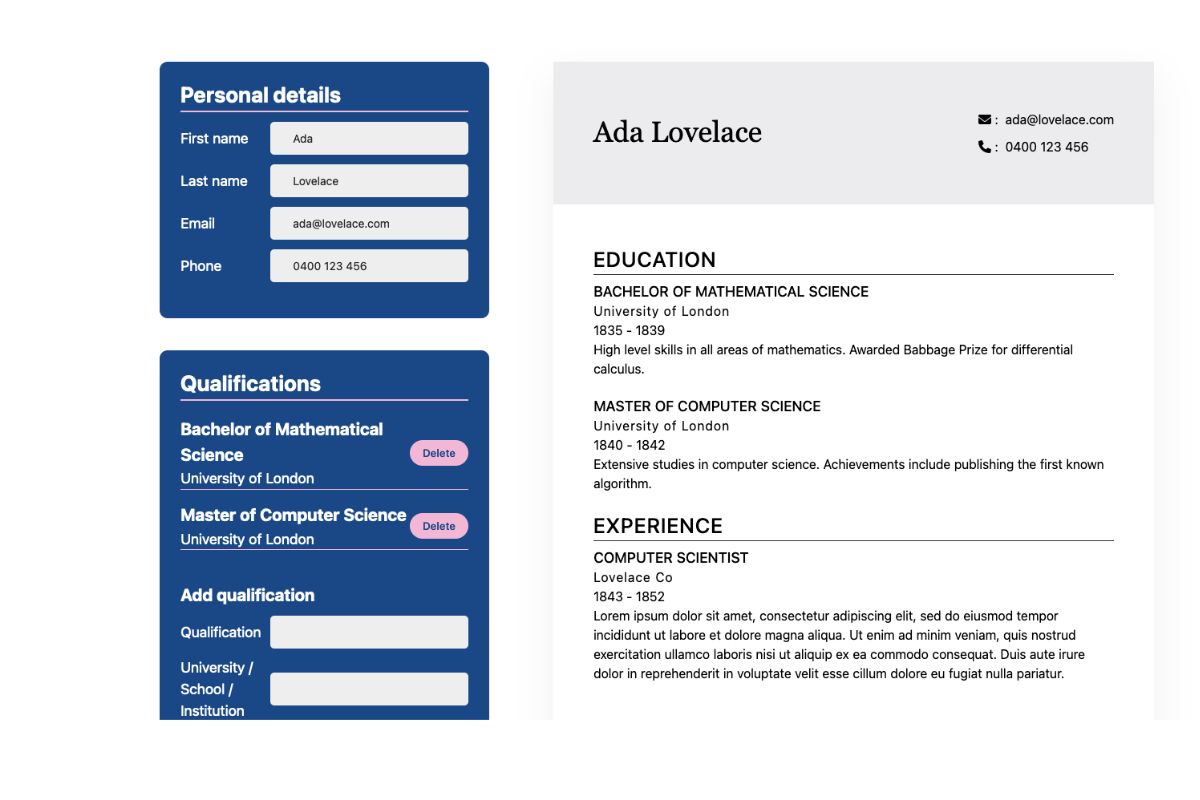 Personal details
First name
Ada
Last name
Lovelace
Email
ada@lovelace.com
Phone
0400 123 456
Qualifications
Bachelor of Mathematical
Science
University of London
Delete
Master of Computer Science
University of London
Delete
Add qualification
Qualification
University /
School /
Institution
Ada Lovelace
: ada@lovelace.com
: 0400 123 456
EDUCATION
BACHELOR OF MATHEMATICAL SCIENCE
University of London
1835 - 1839
High level skills in all areas of mathematics. Awarded Babbage Prize for differential
calculus.
MASTER OF COMPUTER SCIENCE
University of London
1840 - 1842
Extensive studies in computer science. Achievements include publishing the first known
algorithm.
EXPERIENCE
COMPUTER SCIENTIST
Lovelace Co
1843 - 1852
Lorem ipsum dolor sit amet, consectetur adipiscing elit, sed do eiusmod tempor
incididunt ut labore et dolore magna aliqua. Ut enim ad minim veniam, quis nostrud
exercitation ullamco laboris nisi ut aliquip ex ea commodo consequat. Duis aute irure
dolor in reprehenderit in voluptate velit esse cillum dolore eu fugiat nulla pariatur.